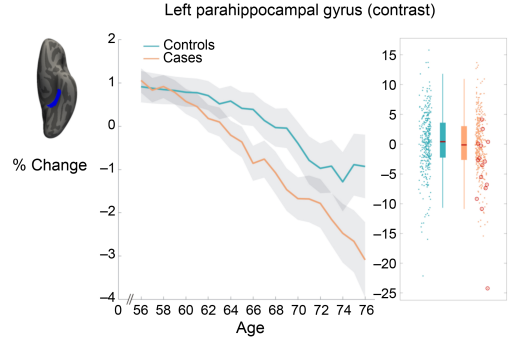 Left parahippocampal gyrus (contrast)
% Change
2
1
0
–1
–2
–3
–4
Controls
Cases
0 56 58 60 62 64 66 68 70 72 74 76
Age
15
10
5
0
–5
–10
–15
–20
–25